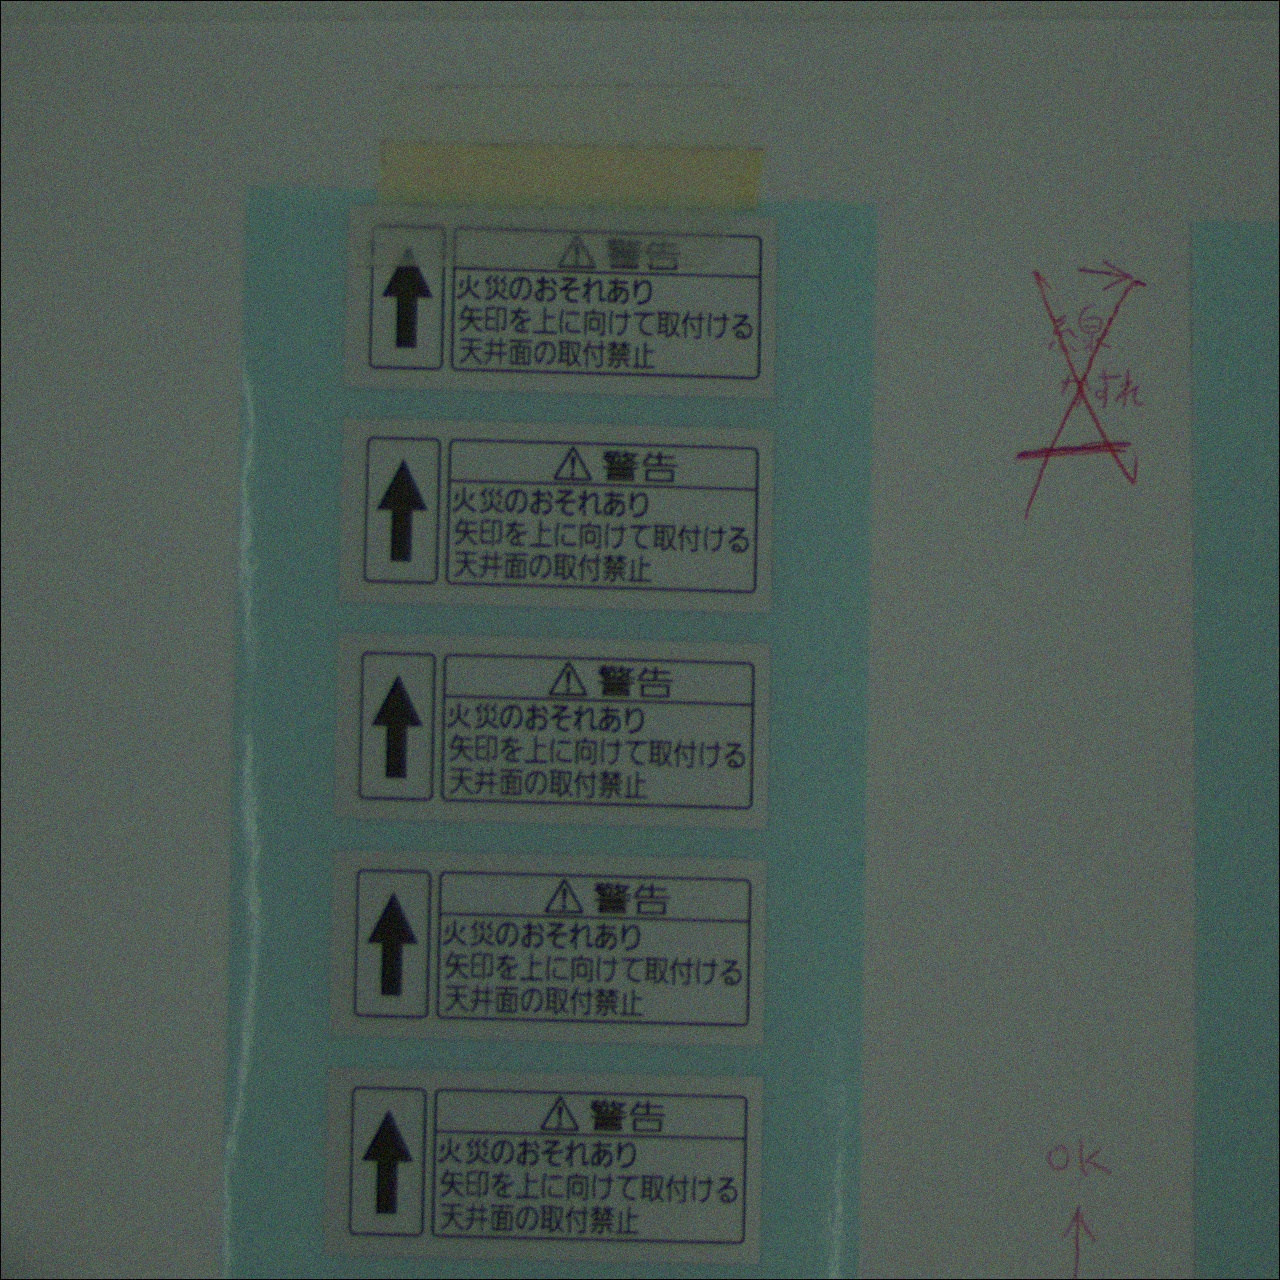 ⚠ 警告
火災のおそれあり
矢印を上に向けて取付ける
天井面の取付禁止
⚠ 警告
火災のおそれあり
矢印を上に向けて取付ける
天井面の取付禁止
⚠ 警告
火災のおそれあり
矢印を上に向けて取付ける
天井面の取付禁止
⚠ 警告
火災のおそれあり
矢印を上に向けて取付ける
天井面の取付禁止
⚠ 警告
火災のおそれあり
矢印を上に向けて取付ける
天井面の取付禁止
線
かすれ
OK